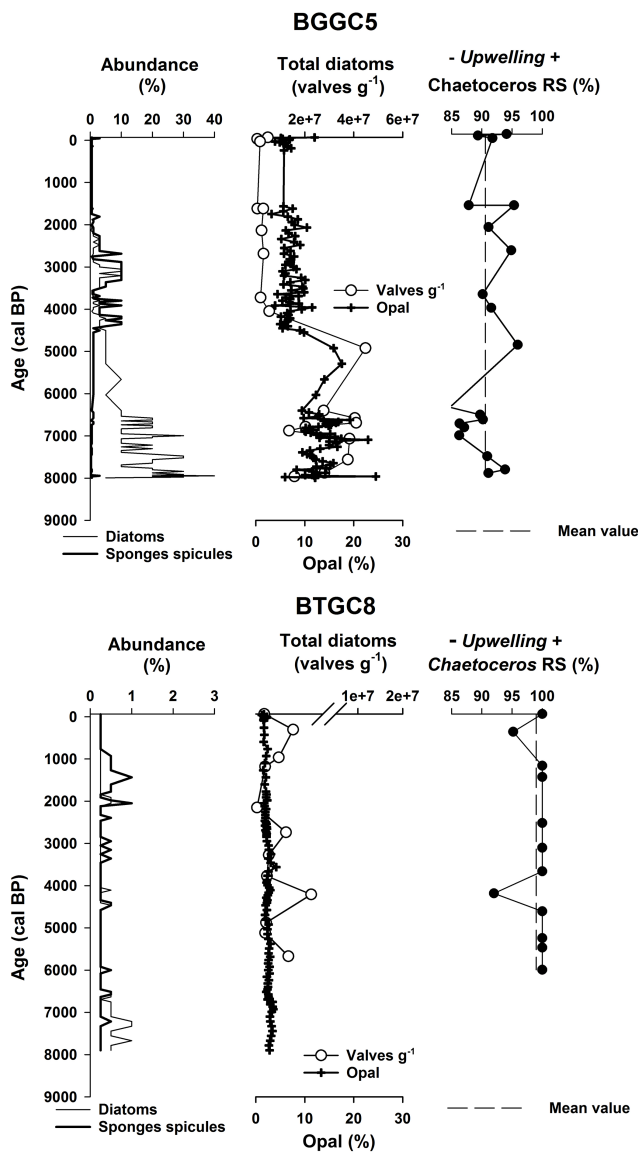 BGGC5
Abundance
(%)
Total diatoms
(valves g-1)
- Upwelling +
Chaetoceros RS (%)
2e+7 4e+7 6e+7
0 10 20 30 40
85 90 95 100
0
1000
2000
3000
4000
5000
6000
7000
8000
9000
Age (cal BP)
Valves g-1
Opal
Diatoms
Sponges spicules
0 10 20 30
Opal (%)
Mean value
BTGC8
Abundance
(%)
Total diatoms
(valves g-1)
- Upwelling +
Chaetoceros RS (%)
0 1 2 3
1e+7 2e+7
85 90 95 100
0
1000
2000
3000
4000
5000
6000
7000
8000
9000
Age (cal BP)
Valves g-1
Opal
Diatoms
Sponges spicules
0 10 20 30
Opal (%)
Mean value